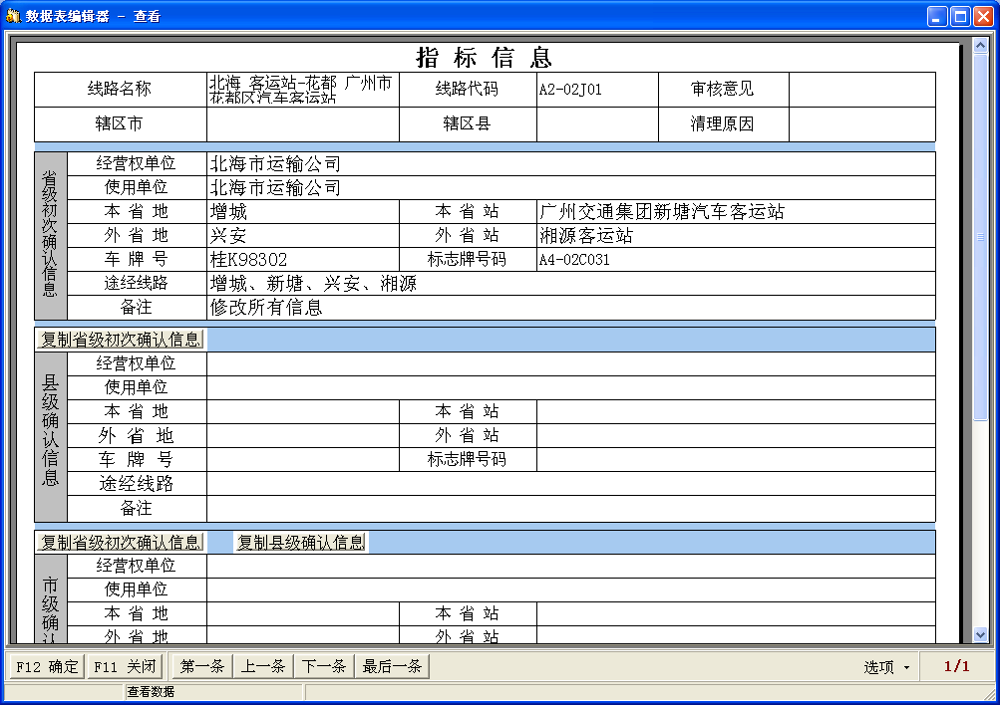 数据表编辑器 - 查看
指 标 信 息
线路名称 北海 客运站-花都 广州市花都区汽车客运站 线路代码 A2-02J01 审核意见
辖区市 辖区县 清理原因
省级初次确认信息
经营权单位 北海市运输公司
使用单位 北海市运输公司
本 省 地 增城 本 省 站 广州交通集团新塘汽车客运站
外 省 地 兴安 外 省 站 湘源客运站
车 牌 号 桂K98302 标志牌号码 A4-02C031
途经线路 增城、新塘、兴安、湘源
备注 修改所有信息
复制省级初次确认信息
县级确认信息
经营权单位
使用单位
本 省 地 本 省 站
外 省 地 外 省 站
车 牌 号 标志牌号码
途经线路
备注
复制省级初次确认信息 复制县级确认信息
市级确认
经营权单位
使用单位
本 省 地 本 省 站
外 省 地 外 省 站
F12 确定 F11 关闭 第一条 上一条 下一条 最后一条 选项 1/1
查看数据